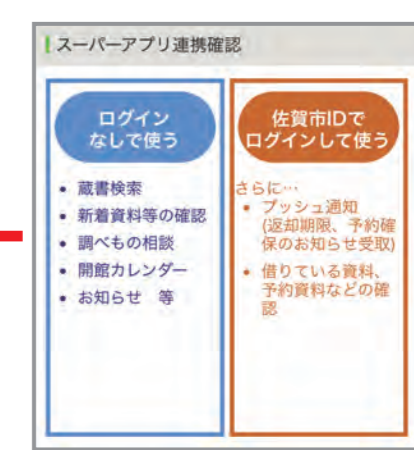 スーパーアプリ連携確認
ログイン
なしで使う
• 蔵書検索
• 新着資料等の確認
• 調べもの相談
• 開館カレンダー
• お知らせ 等
佐賀市IDで
ログインして使う
さらに…
• プッシュ通知
(返却期限、予約確
保のお知らせ受取)
• 借りている資料、
予約資料などの確
認